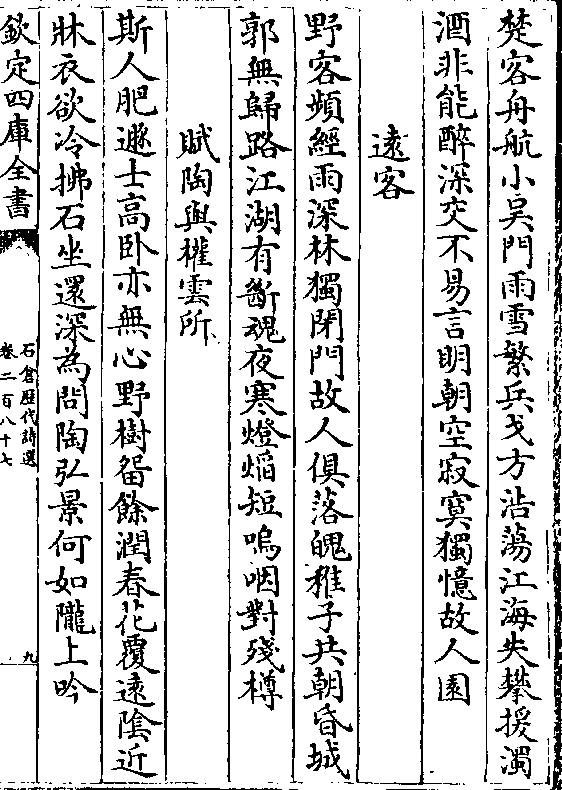 楚客舟航小吳門雨雪繁兵戈方浩蕩江海失攀援濁
酒非能醉深交不易言明朝空寂寞獨憶故人園
遠客
野客頻經雨深林獨閉門故人俱落魄稚子共朝昏城
郭無歸路江湖有斷魂夜寒燈熖短嗚咽對殘樽
賦陶與權雲所
斯人肥遯士高卧亦無心野樹留餘潤春花覆遠隂近
牀衣欲冷拂石坐還深為問陶弘景何如隴上吟
欽定四庫全書
石倉歴代詩選
卷二百八十七
九